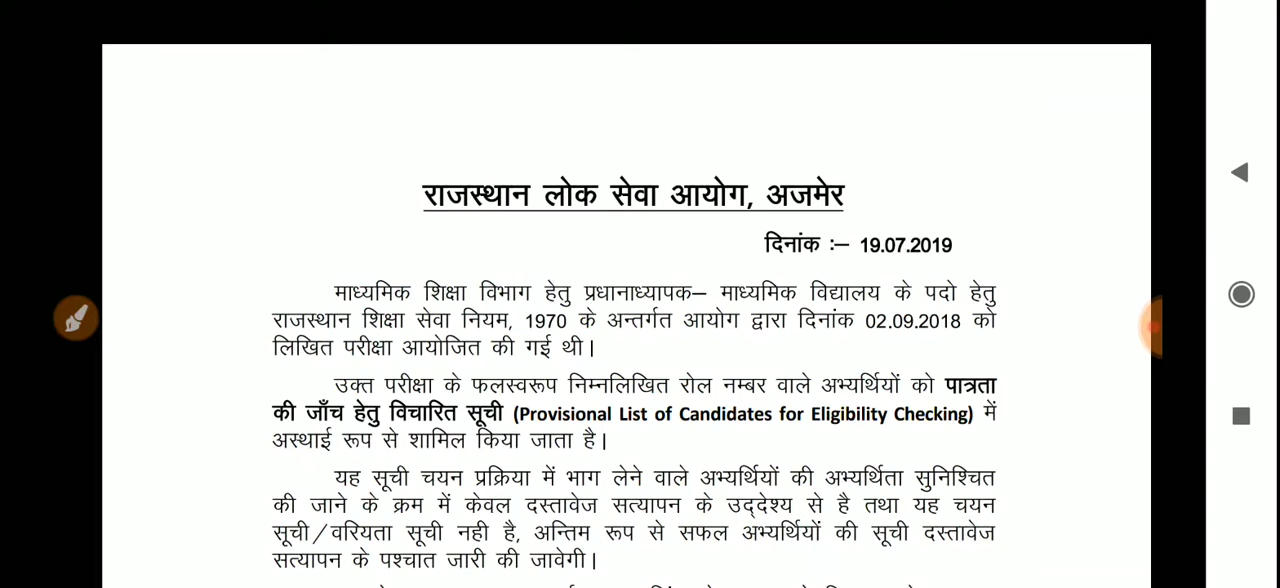 राजस्थान लोक सेवा आयोग, अजमेर
दिनांक :– 19.07.2019
माध्यमिक शिक्षा विभाग हेतु प्रधानाध्यापक– माध्यमिक विद्यालय के पदो हेतु
राजस्थान शिक्षा सेवा नियम, 1970 के अन्तर्गत आयोग द्वारा दिनांक 02.09.2018 को
लिखित परीक्षा आयोजित की गई थी।
उक्त परीक्षा के फलस्वरूप निम्नलिखित रोल नम्बर वाले अभ्यर्थियों को पात्रता
की जाँच हेतु विचारित सूची (Provisional List of Candidates for Eligibility Checking) में
अस्थाई रूप से शामिल किया जाता है।
यह सूची चयन प्रक्रिया में भाग लेने वाले अभ्यर्थियों की अभ्यर्थिता सुनिश्चित
की जाने के क्रम में केवल दस्तावेज सत्यापन के उद्देश्य से है तथा यह चयन
सूची/वरियता सूची नही है, अन्तिम रूप से सफल अभ्यर्थियों की सूची दस्तावेज
सत्यापन के पश्चात जारी की जावेगी।